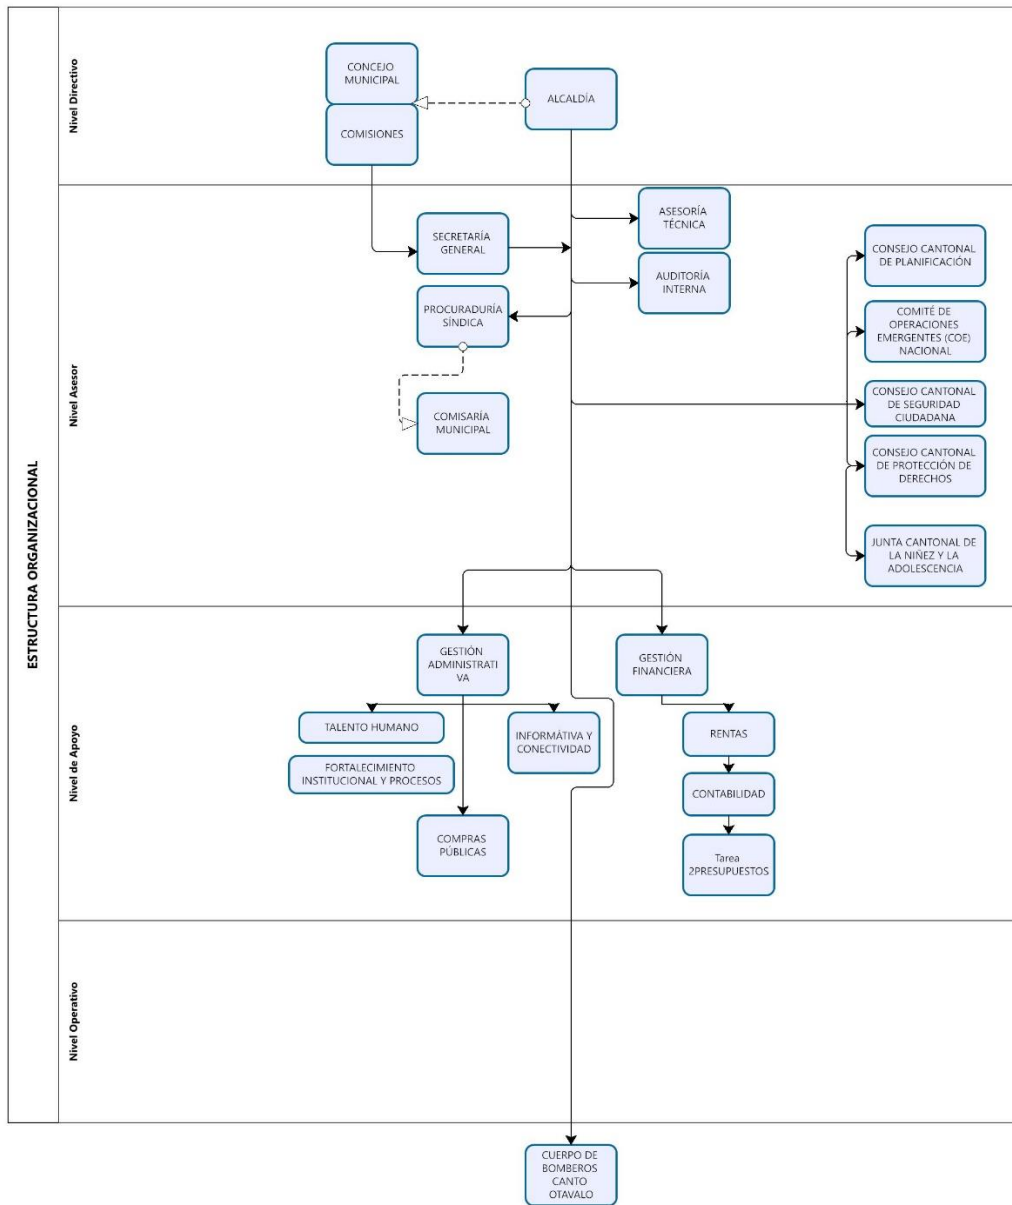 ESTRUCTURA ORGANIZACIONAL
Nivel Directivo
CONCEJO
MUNICIPAL
COMISIONES
ALCALDÍA
Nivel Asesor
SECRETARÍA
GENERAL
PROCURADURÍA
SÍNDICA
COMISARÍA
MUNICIPAL
ASESORÍA
TÉCNICA
AUDITORÍA
INTERNA
CONSEJO CANTONAL
DE PLANIFICACIÓN
COMITÉ DE
OPERACIONES
EMERGENTES (COE)
NACIONAL
CONSEJO CANTONAL
DE SEGURIDAD
CIUDADANA
CONSEJO CANTONAL
DE PROTECCIÓN DE
DERECHOS
JUNTA CANTONAL DE
LA NIÑEZ Y LA
ADOLESCENCIA
Nivel de Apoyo
GESTIÓN
ADMINISTRATI
VA
TALENTO HUMANO
FORTALECIMIENTO
INSTITUCIONAL Y PROCESOS
INFORMÁTIVA Y
CONECTIVIDAD
COMPRAS
PÚBLICAS
GESTIÓN
FINANCIERA
RENTAS
CONTABILIDAD
Tarea
2PRESUPUESTOS
Nivel Operativo
CUERPO DE
BOMBEROS
CANTO
OTAVALO